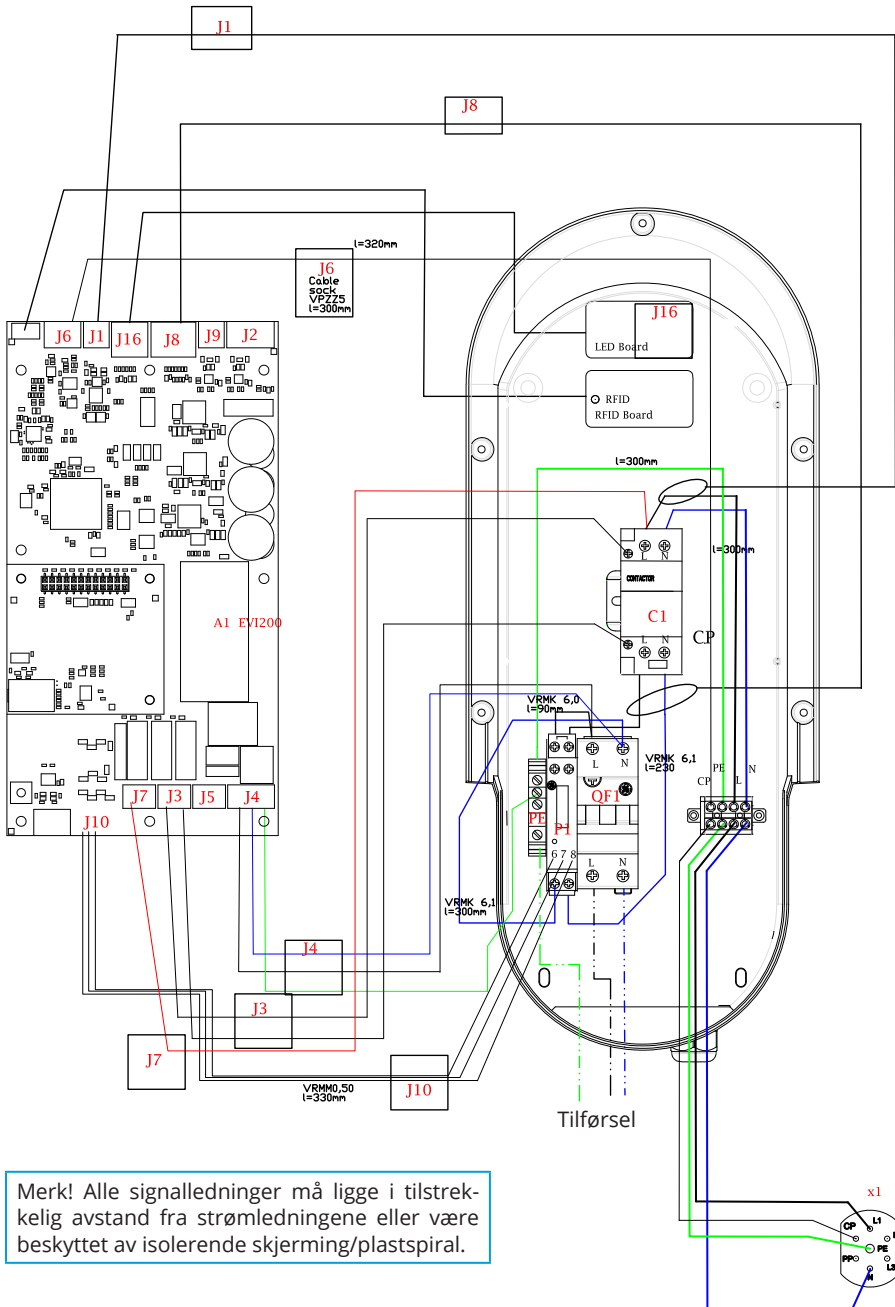 J1
J8
l=320mm
J6
Cable
sock
VPZZ5
l=300mm
J6
J1
J16
J8
J9
J2
J16
LED Board
RFID
RFID Board
l=300mm
l=300mm
L
N
CONTACTOR
C1
L
N
CP
A1 EVI200
VRMK 6,0
l=90mm
VRMK 6,1
l=230
L
N
QF1
PE
P1
6 7 8
L
N
CP
PE
L
N
J7
J3
J5
J4
J10
VRMK 6,1
l=300mm
J4
J3
J7
J10
VRMM0,50
l=330mm
Tilførsel
Merk! Alle signalledninger må ligge i tilstrek-
kelig avstand fra strømledningene eller være
beskyttet av isolerende skjerming/plastspiral.
x1
CP
L1
PE
PP
N